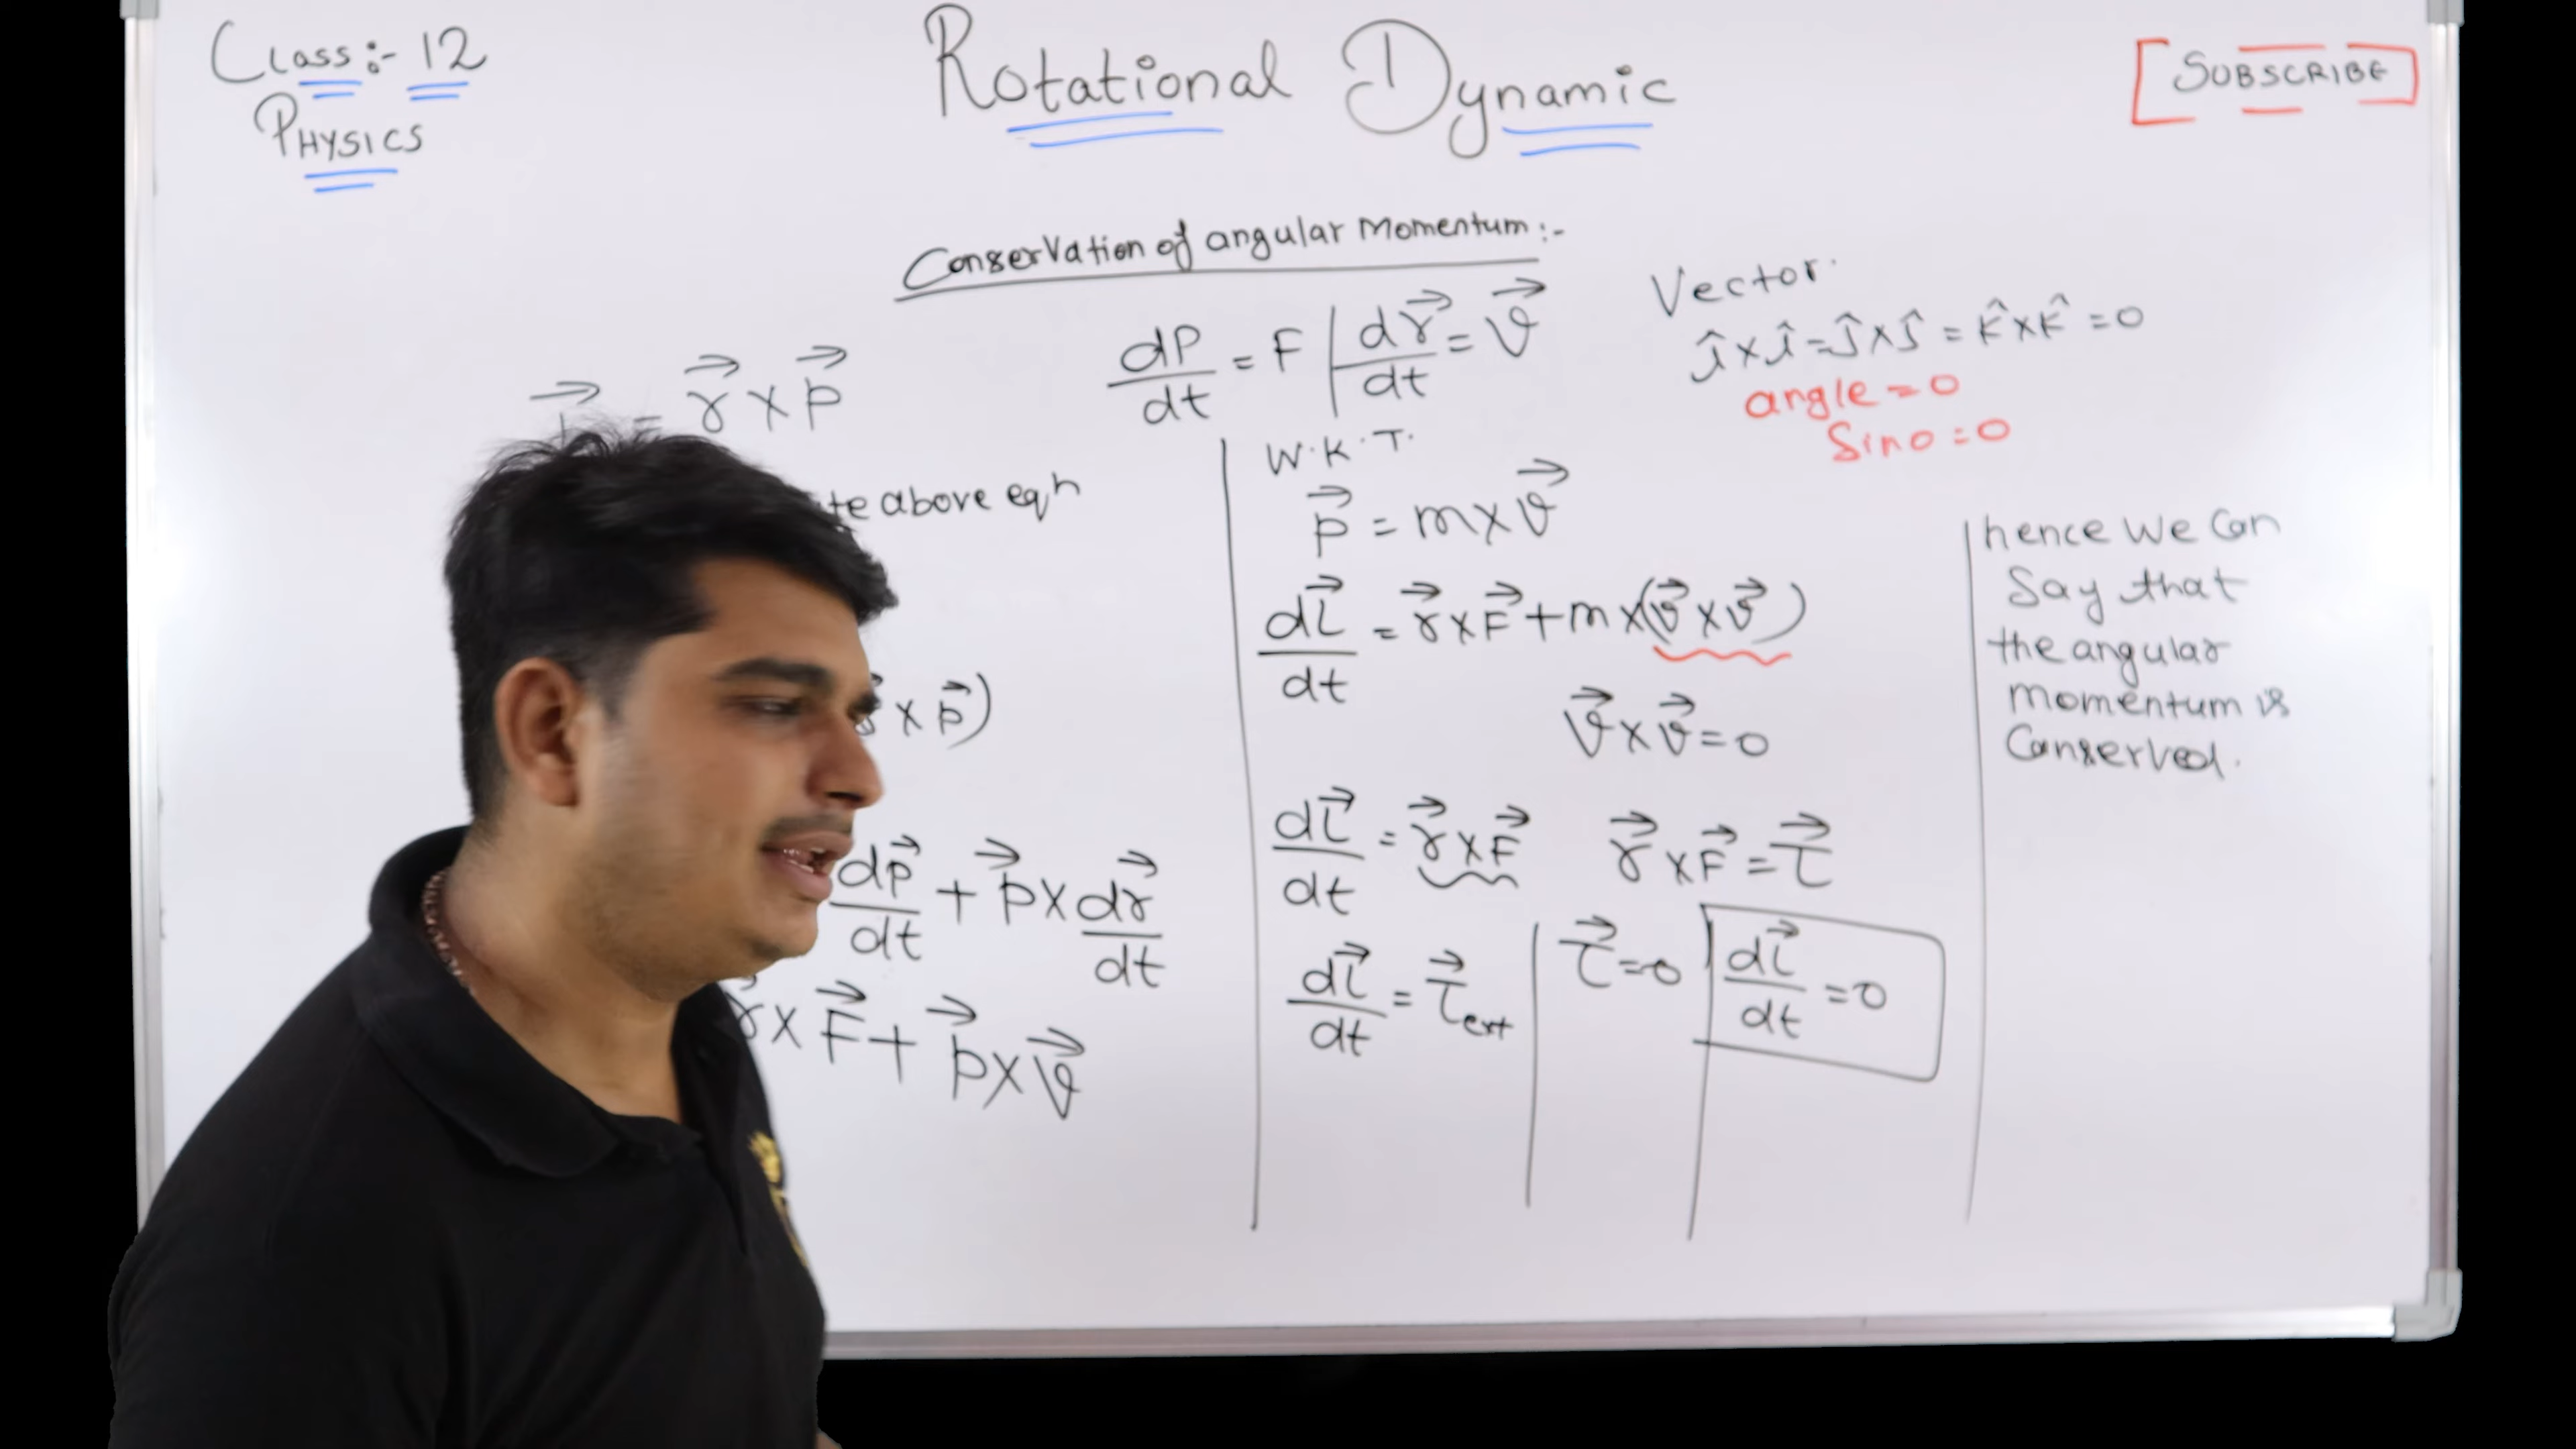 Class:- 12
Physics
Rotational Dynamic
SUBSCRIBE
Conservation of angular Momentum:-
= r⃗ × p⃗
dP/dt = F | dr⃗/dt = v⃗
Vector.
î×î=ĵ×ĵ = k̂×k̂ = 0
angle = 0
Sin0 = 0
above eqn
× p⃗)
dp⃗/dt + p⃗ × dr⃗/dt
r⃗ × F⃗ + p⃗ × v⃗
W.K.T.
p⃗ = m × v⃗
dL⃗/dt = r⃗×F⃗ + m×(v⃗×v⃗)
v⃗×v⃗ = 0
dL⃗/dt = r⃗×F⃗ r⃗×F⃗ = τ⃗
dL⃗/dt = τ⃗ext | τ⃗=0 | dL⃗/dt = 0
hence we can
Say that
the angular
momentum is
Conserved.